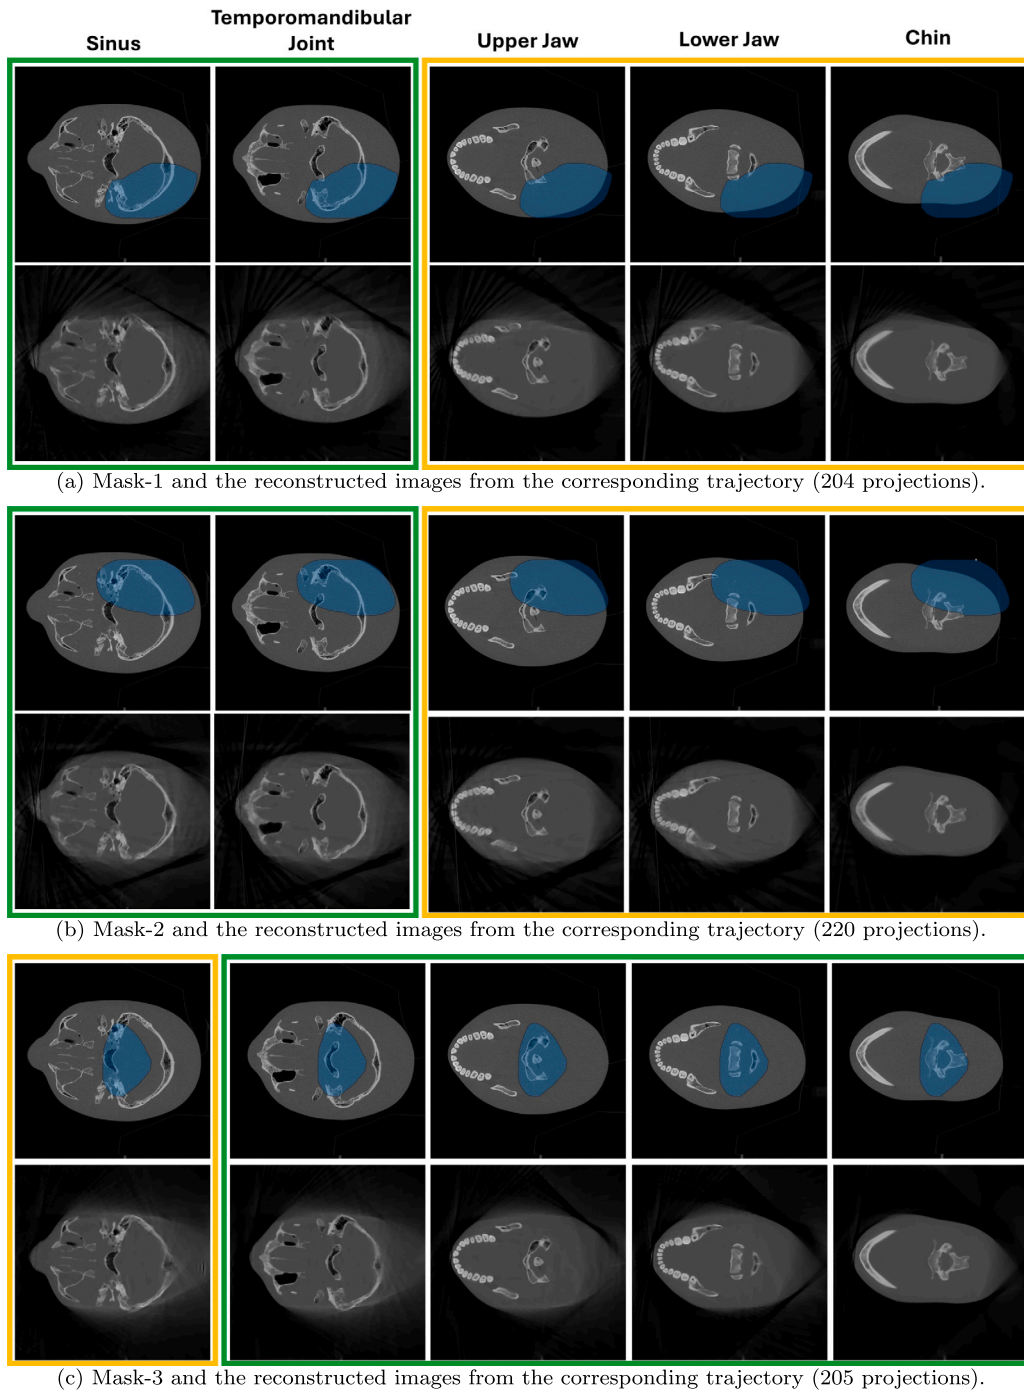 Sinus
Temporomandibular
Joint
Upper Jaw
Lower Jaw
Chin
(a) Mask-1 and the reconstructed images from the corresponding trajectory (204 projections).
(b) Mask-2 and the reconstructed images from the corresponding trajectory (220 projections).
(c) Mask-3 and the reconstructed images from the corresponding trajectory (205 projections).